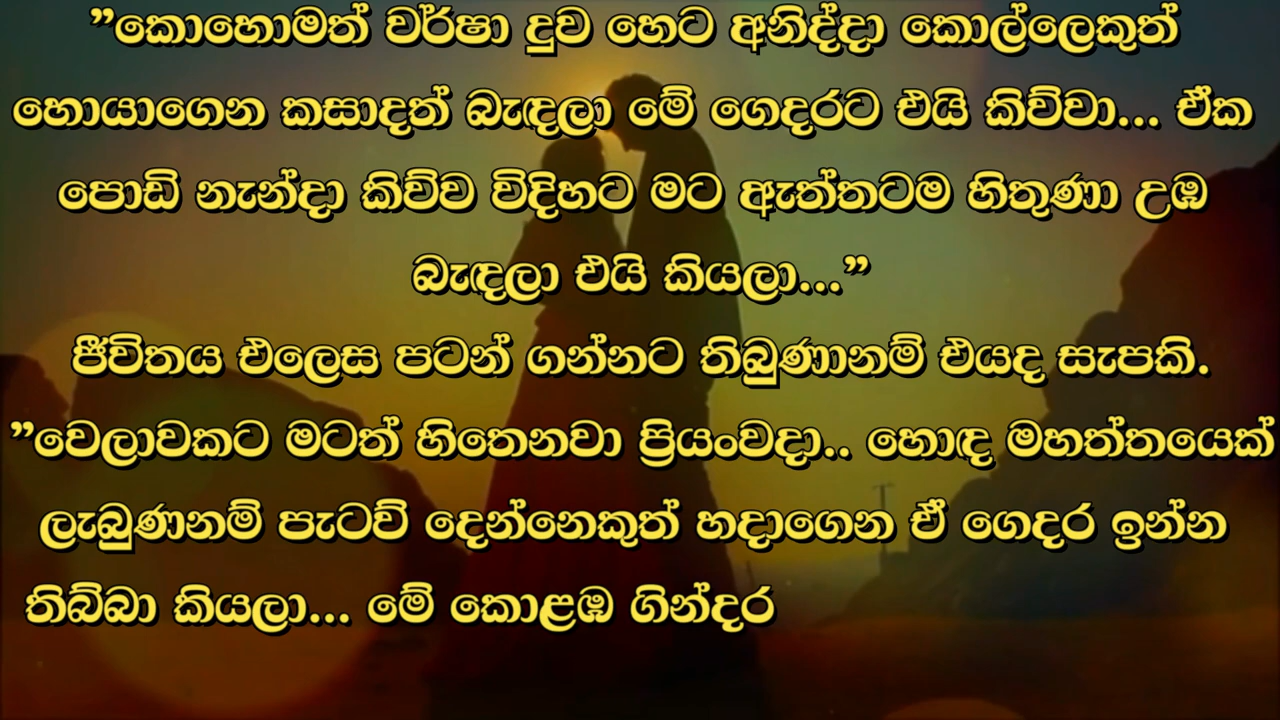 ”කොහොමත් වර්ෂා දුව හෙට අනිද්දා කොල්ලෙකුත්
හොයාගෙන කසාදත් බැඳලා මේ ගෙදරට එයි කිව්වා... ඒක
පොඩි නැන්දා කිව්ව විදිහට මට ඇත්තටම හිතුණා උඹ
බැඳලා එයි කියලා...”
ජීවිතය එලෙස පටන් ගන්නට තිබුණානම් එයද සැපකි.
”වෙලාවකට මටත් හිතෙනවා ප්‍රියංවදා.. හොඳ මහත්තයෙක්
ලැබුණනම් පැටව් දෙන්නෙකුත් හදාගෙන ඒ ගෙදර ඉන්න
තිබ්බා කියලා... මේ කොළඹ ගින්දර